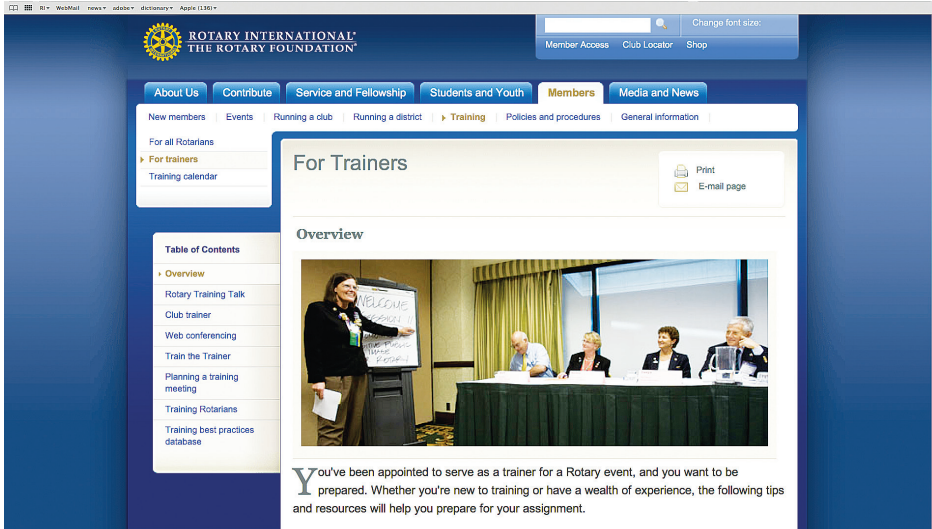 RI▾ WebMail news▾ adobe▾ dictionary▾ Apple (136)▾
ROTARY INTERNATIONAL®
THE ROTARY FOUNDATION®
Change font size:
Member Access Club Locator Shop
About Us Contribute Service and Fellowship Students and Youth Members Media and News
New members Events Running a club Running a district Training Policies and procedures General information
For all Rotarians
For trainers
Training calendar
For Trainers
Print
E-mail page
Table of Contents
Overview
Rotary Training Talk
Club trainer
Web conferencing
Train the Trainer
Planning a training
meeting
Training Rotarians
Training best practices
database
Overview
WELCOME
SESSION
ROTARY
You've been appointed to serve as a trainer for a Rotary event, and you want to be
prepared. Whether you're new to training or have a wealth of experience, the following tips
and resources will help you prepare for your assignment.